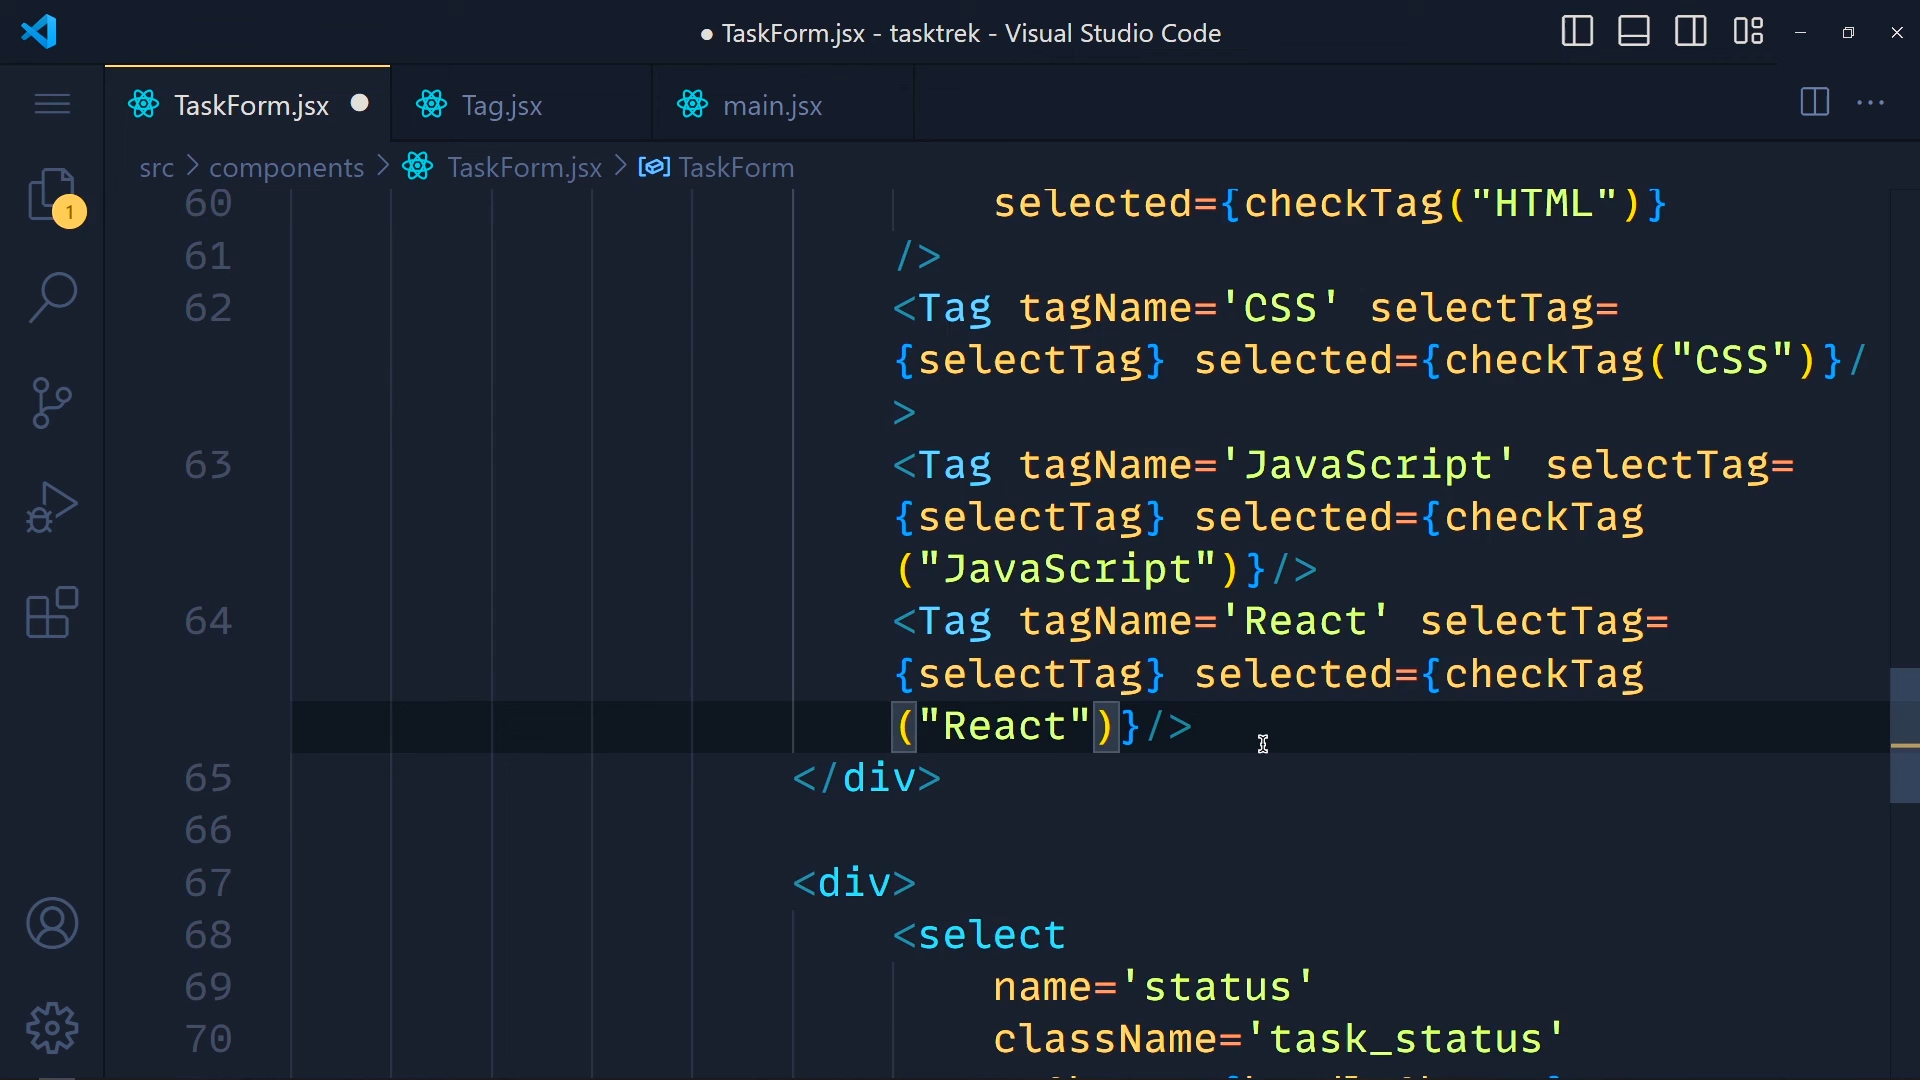 ● TaskForm.jsx - tasktrek - Visual Studio Code
TaskForm.jsx ● Tag.jsx main.jsx
src > components > TaskForm.jsx > TaskForm
1
60 selected={checkTag("HTML")}
61 />
62 <Tag tagName='CSS' selectTag=
{selectTag} selected={checkTag("CSS")}/
>
63 <Tag tagName='JavaScript' selectTag=
{selectTag} selected={checkTag
("JavaScript")}/>
64 <Tag tagName='React' selectTag=
{selectTag} selected={checkTag
("React")}/>
65 </div>
66
67 <div>
68 <select
69 name='status'
70 className='task_status'